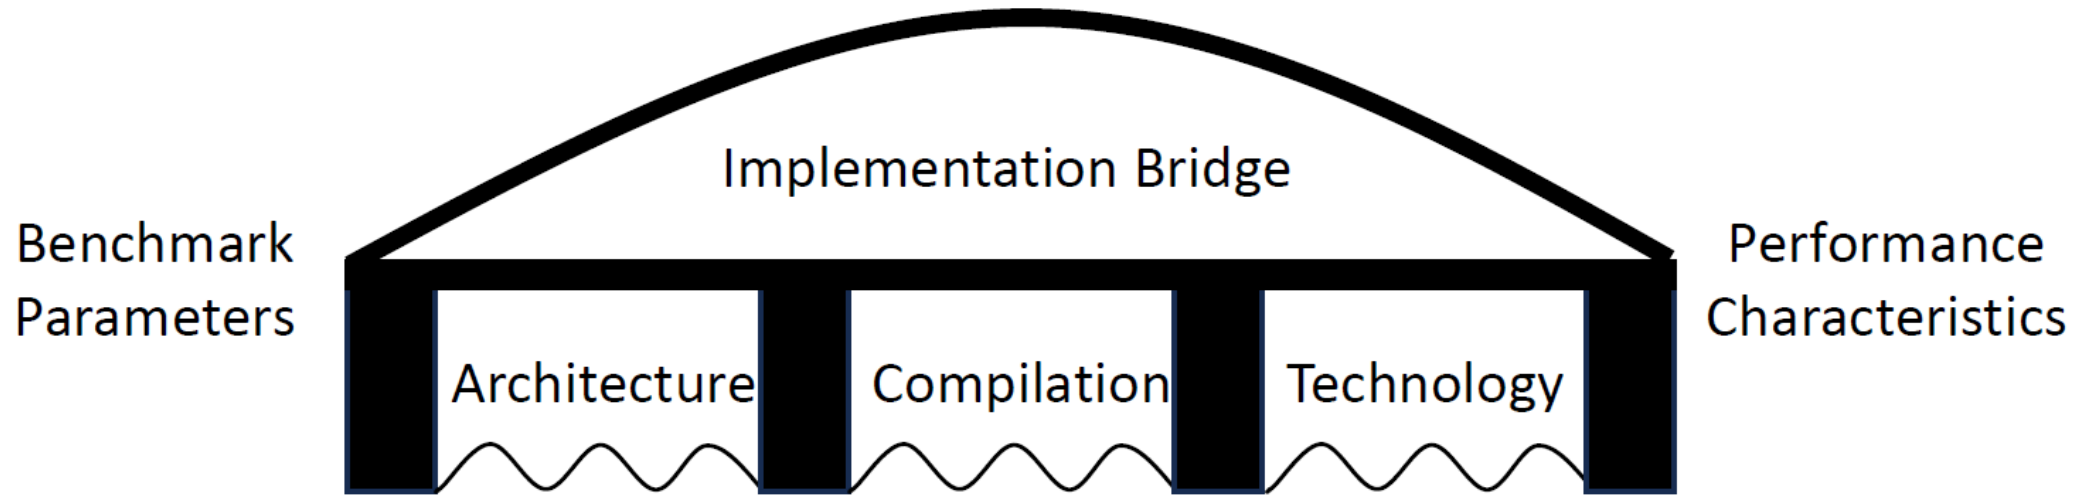 Implementation Bridge
Benchmark
Parameters
Performance
Characteristics
Architecture
Compilation
Technology